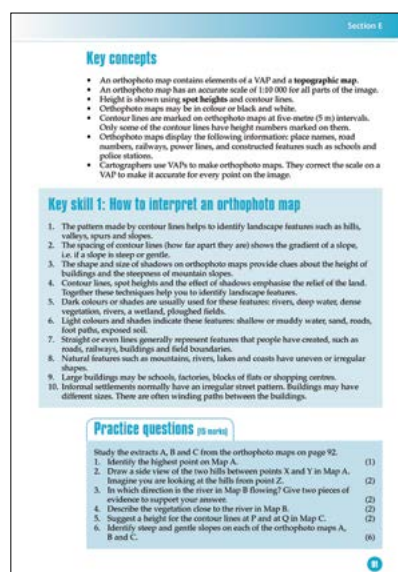 Section E
Key concepts
• An orthophoto map contains elements of a VAP and a topographic map.
• An orthophoto map has an accurate scale of 1:10 000 for all parts of the image.
• Height is shown using spot heights and contour lines.
• Orthophoto maps may be in colour or black and white.
• Contour lines are marked on orthophoto maps at five-metre (5 m) intervals.
Only some of the contour lines have height numbers marked on them.
• Orthophoto maps display the following information: place names, road
numbers, railways, power lines, and constructed features such as schools and
police stations.
• Cartographers use VAPs to make orthophoto maps. They correct the scale on a
VAP to make it accurate for every point on the image.
Key skill 1: How to interpret an orthophoto map
1. The pattern made by contour lines helps to identify landscape features such as hills,
valleys, spurs and slopes.
2. The spacing of contour lines (how far apart they are) shows the gradient of a slope,
i.e. if a slope is steep or gentle.
3. The shape and size of shadows on orthophoto maps provide clues about the height of
buildings and the steepness of mountain slopes.
4. Contour lines, spot heights and the effect of shadows emphasise the relief of the land.
Together these techniques help you to identify landscape features.
5. Dark colours or shades are usually used for these features: rivers, deep water, dense
vegetation, rivers, a wetland, ploughed fields.
6. Light colours and shades indicate these features: shallow or muddy water, sand, roads,
foot paths, exposed soil.
7. Straight or even lines generally represent features that people have created, such as
roads, railways, buildings and field boundaries.
8. Natural features such as mountains, rivers, lakes and coasts have uneven or irregular
shapes.
9. Large buildings may be schools, factories, blocks of flats or shopping centres.
10. Informal settlements normally have an irregular street pattern. Buildings may have
different sizes. There are often winding paths between the buildings.
Practice questions [15 marks]
Study the extracts A, B and C from the orthophoto maps on page 92.
1. Identify the highest point on Map A. (1)
2. Draw a side view of the two hills between points X and Y in Map A.
Imagine you are looking at the hills from point Z. (2)
3. In which direction is the river in Map B flowing? Give two pieces of
evidence to support your answer. (2)
4. Describe the vegetation close to the river in Map B. (2)
5. Suggest a height for the contour lines at P and at Q in Map C. (2)
6. Identify steep and gentle slopes on each of the orthophoto maps A,
B and C. (6)
91